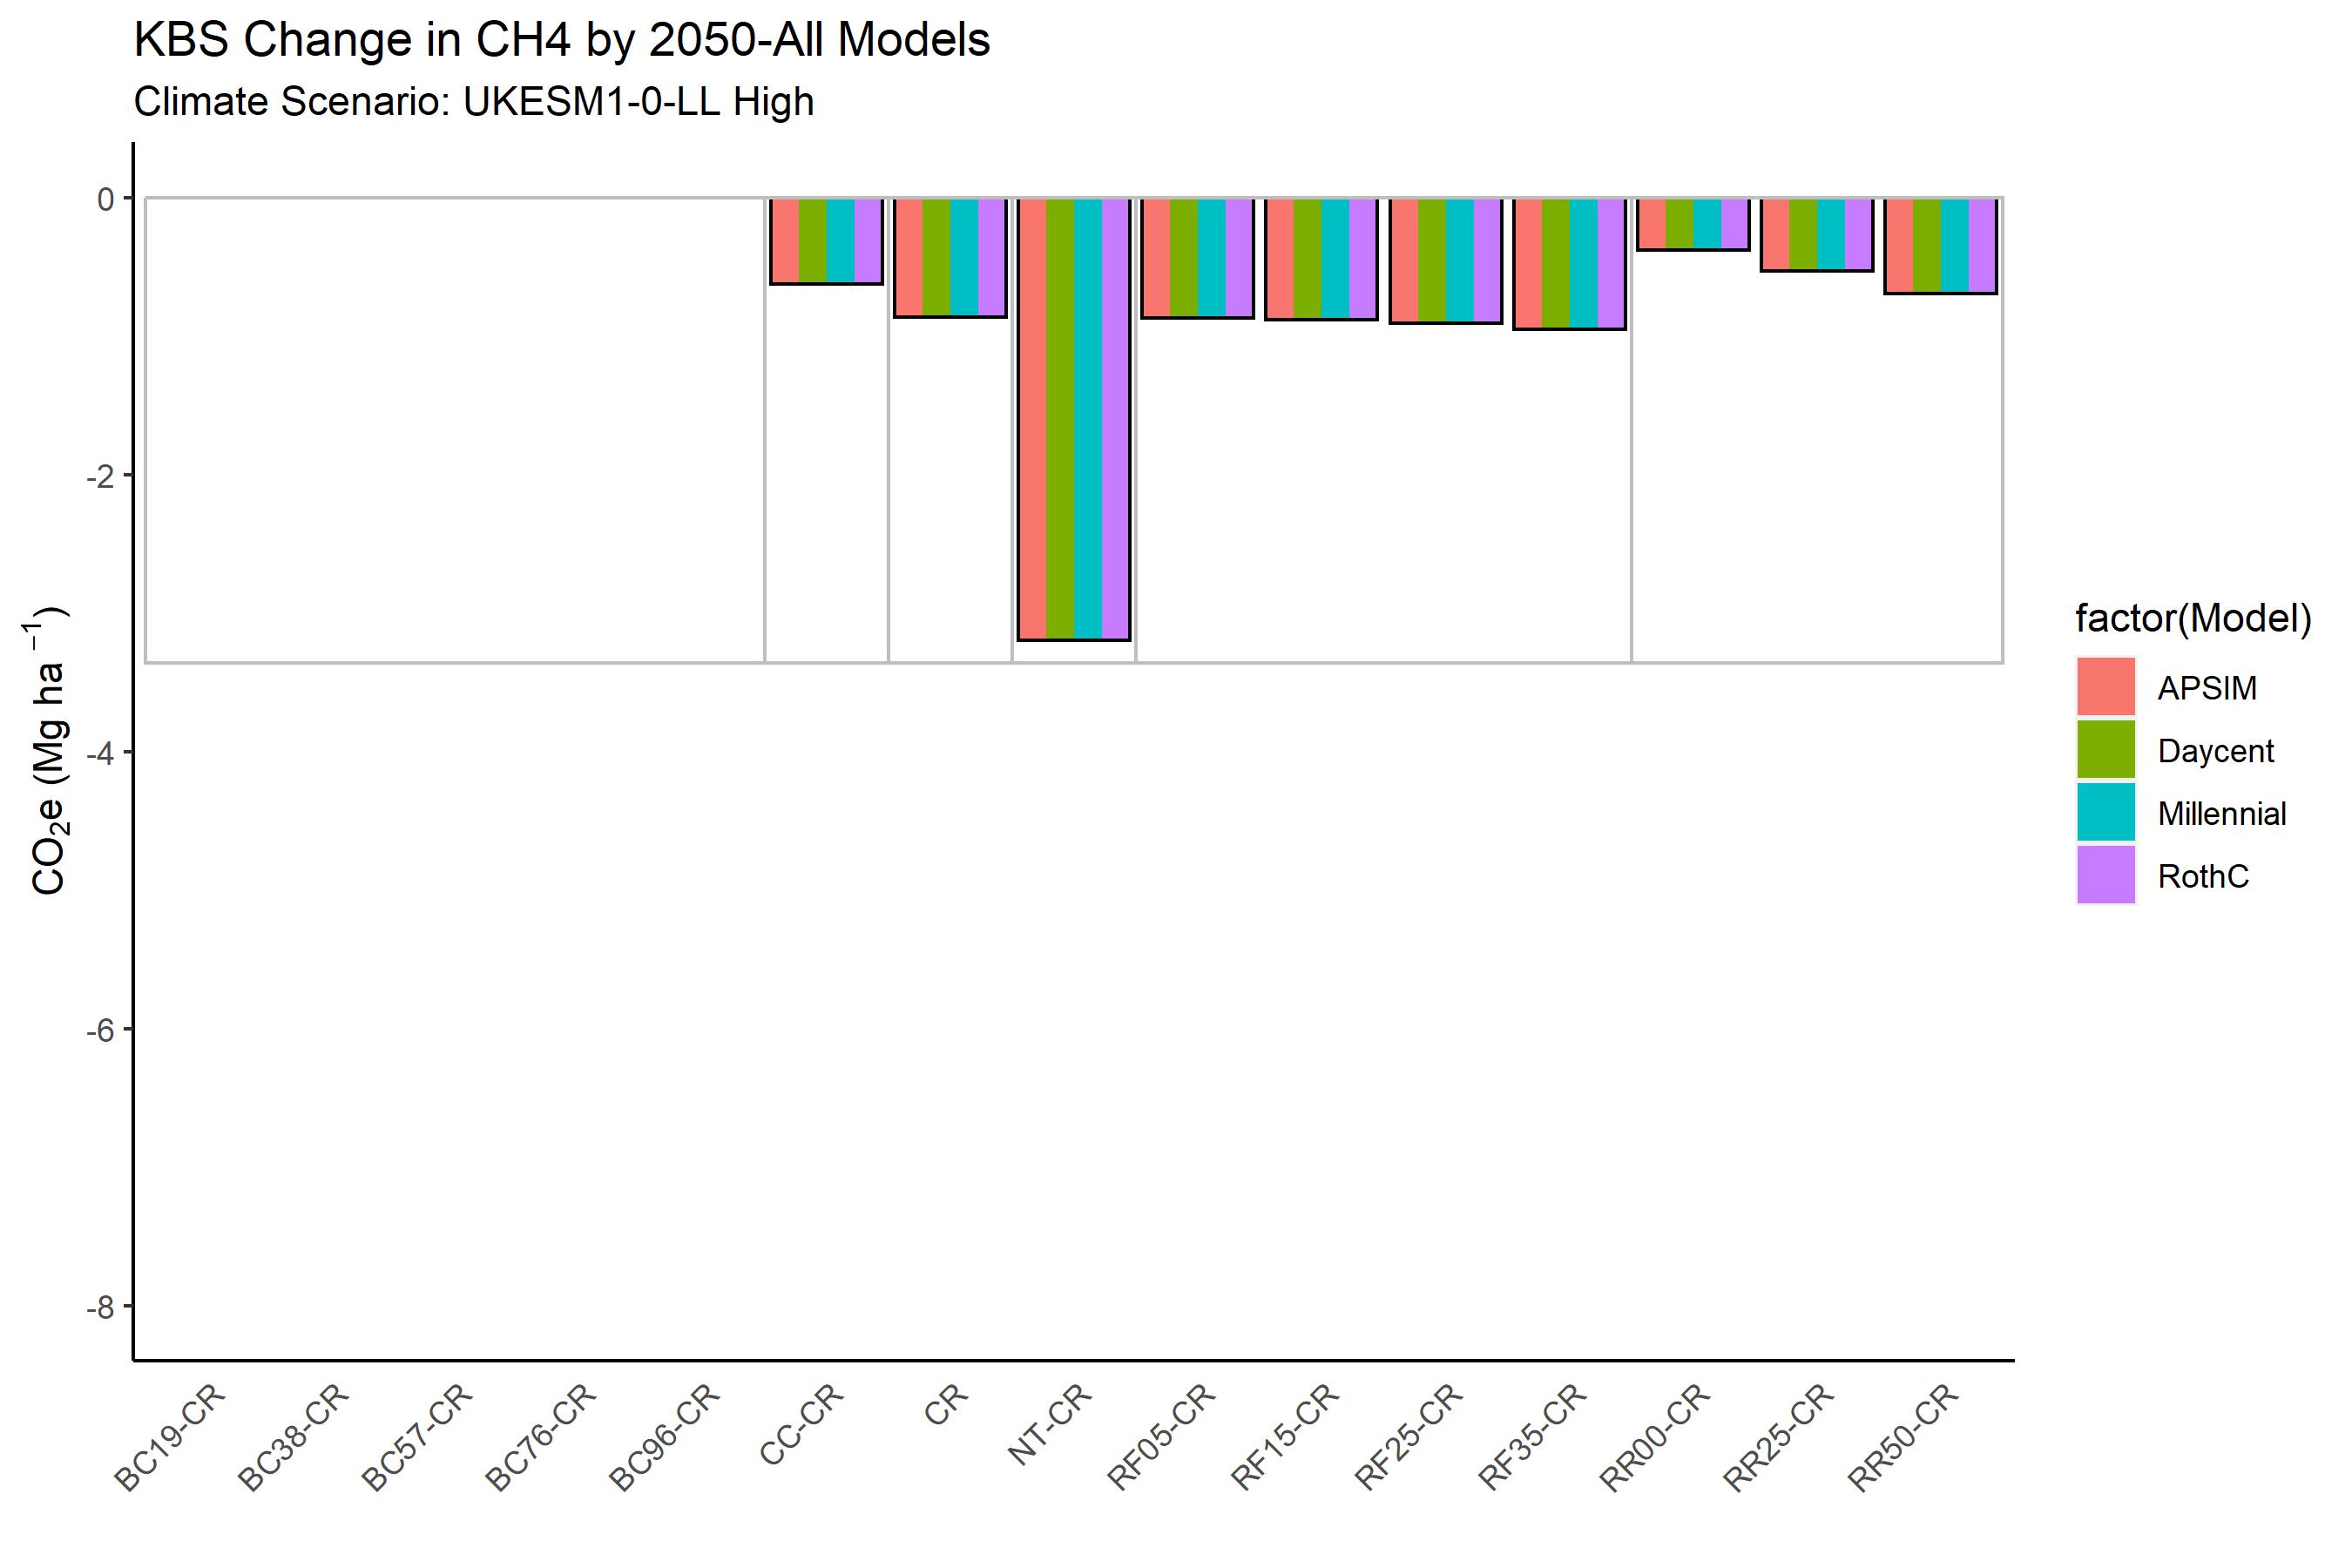 KBS Change in CH4 by 2050-All Models
Climate Scenario: UKESM1-0-LL High
CO₂e (Mg ha ⁻¹)
0
-2
-4
-6
-8
BC19-CR
BC38-CR
BC57-CR
BC76-CR
BC96-CR
CC-CR
CR
NT-CR
RF05-CR
RF15-CR
RF25-CR
RF35-CR
RR00-CR
RR25-CR
RR50-CR
factor(Model)
APSIM
Daycent
Millennial
RothC